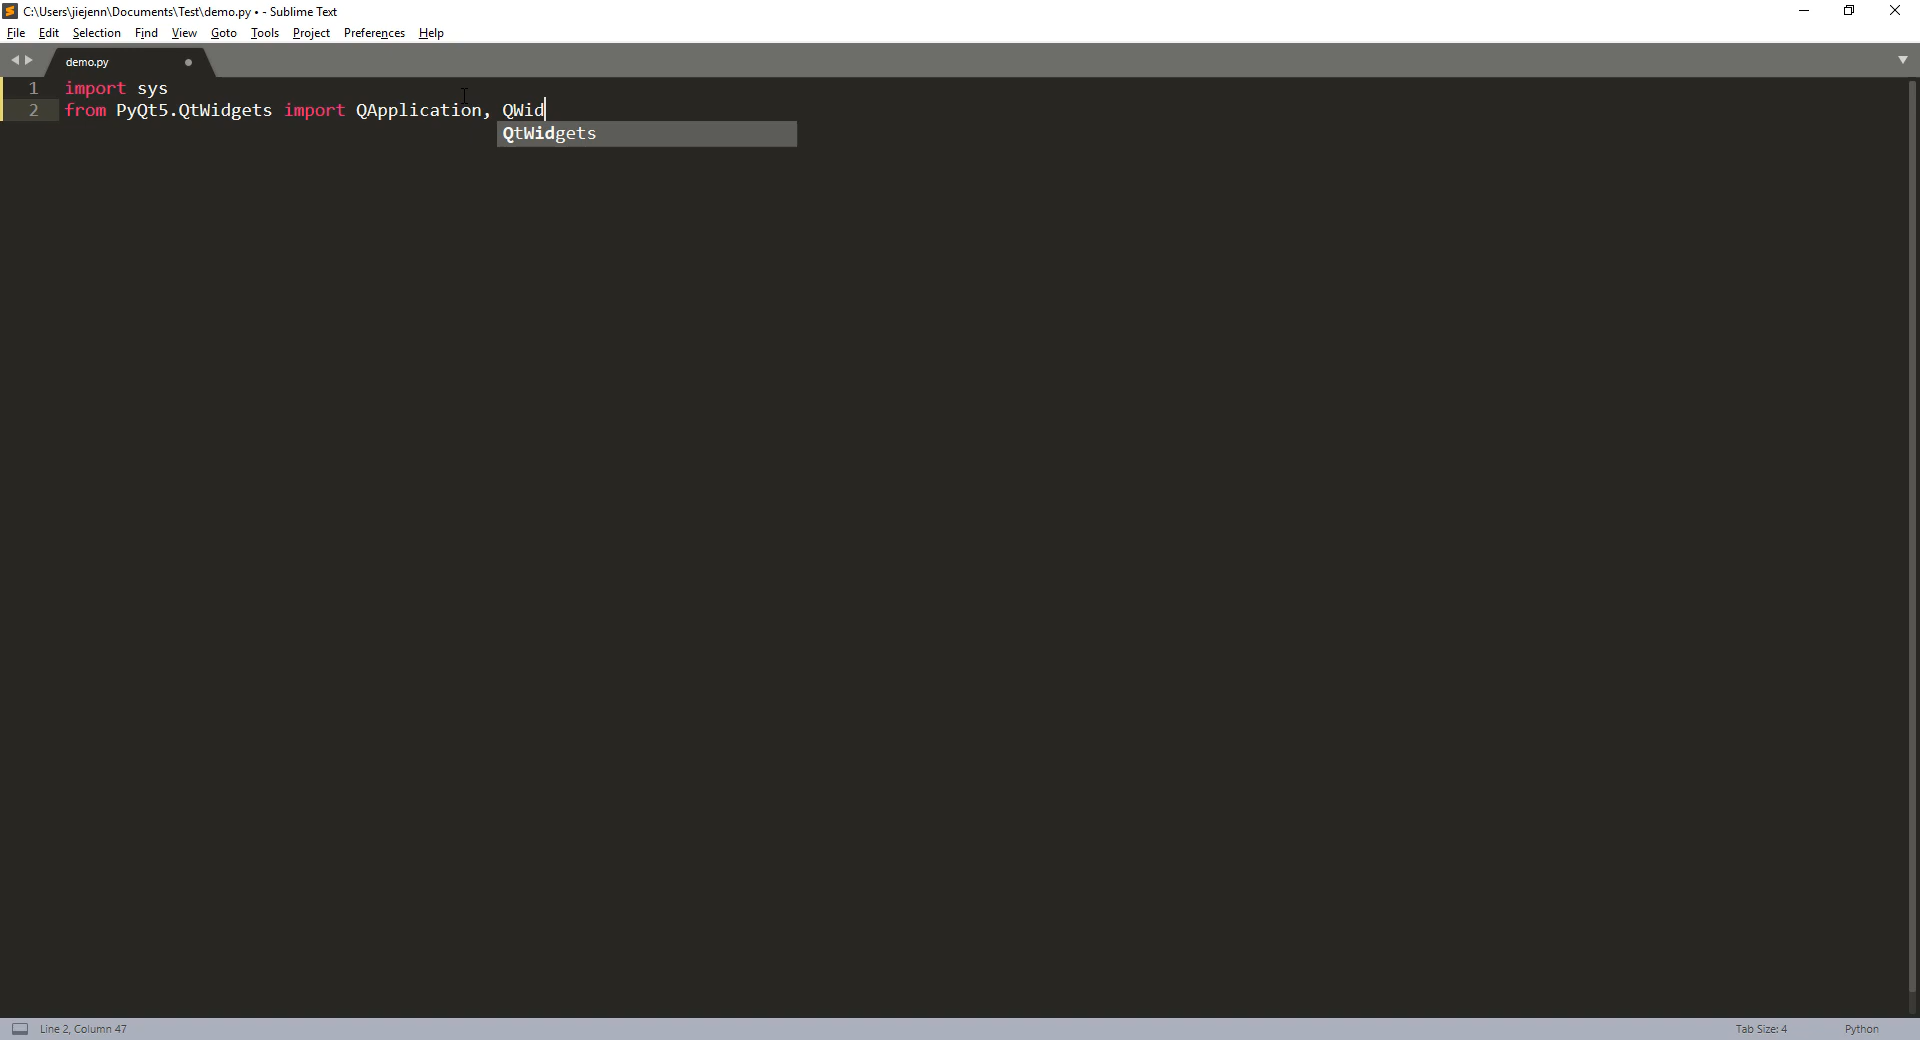 C:\Users\jiejenn\Documents\Test\demo.py • - Sublime Text
File Edit Selection Find View Goto Tools Project Preferences Help
demo.py
1 import sys
2 from PyQt5.QtWidgets import QApplication, QWid
QtWidgets
Line 2, Column 47 Tab Size: 4 Python